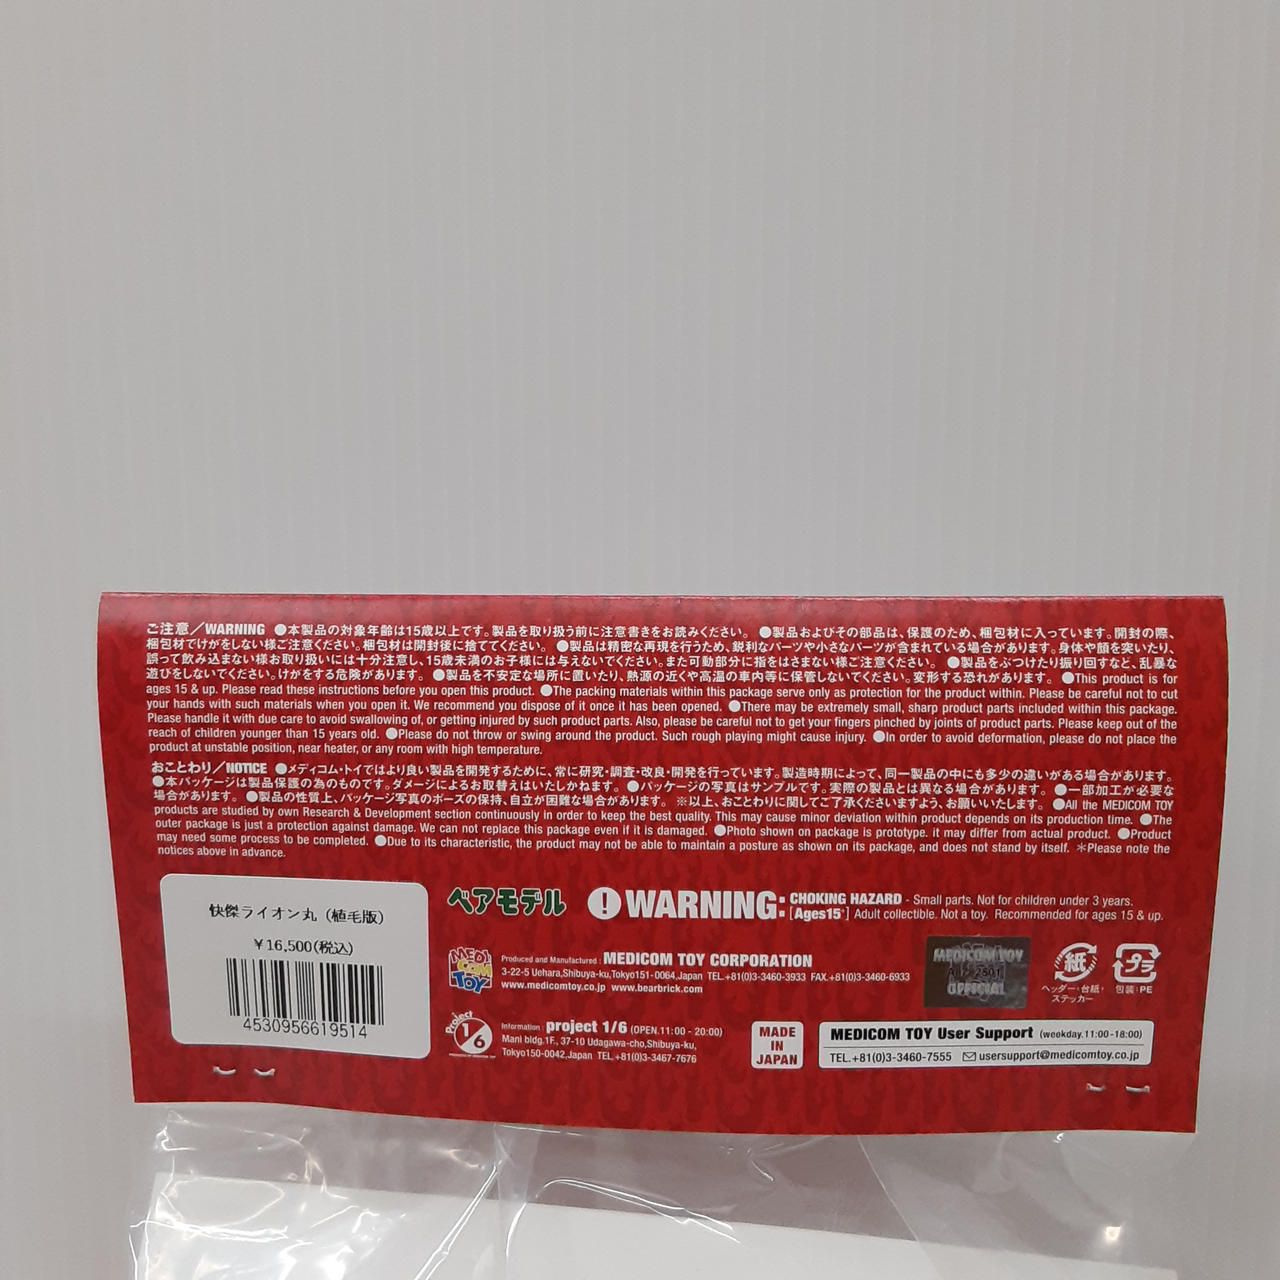 ご注意／WARNING ●本製品の対象年齢は15歳以上です。製品を取り扱う前に注意書きをお読みください。 ●製品およびその部品は、保護のため、梱包材に入っています。開封の際、
梱包材でけがをしない様ご注意ください。梱包材は開封後に捨ててください。 ●製品は精密な再現を行うため、鋭利なパーツや小さなパーツが含まれている場合があります。身体や顔を突いたり、
誤って飲み込まない様お取り扱いには十分注意し、15歳未満のお子様には与えないでください。また可動部分に指をはさまない様ご注意ください。 ●製品をぶつけたり振り回すなど、乱暴な
遊びをしないでください。けがをする危険があります。 ●製品を不安定な場所に置いたり、熱源の近くや高温の車内等に保管しないでください。変形する恐れがあります。 ●This product is for
ages 15 & up. Please read these instructions before you open this product. ●The packing materials within this package serve only as protection for the product within. Please be careful not to cut
your hands with such materials when you open it. We recommend you dispose of it once it has been opened. ●There may be extremely small, sharp product parts included within this package.
Please handle it with due care to avoid swallowing of, or getting injured by such product parts. Also, please be careful not to get your fingers pinched by joints of product parts. Please keep out of the
reach of children younger than 15 years old. ●Please do not throw or swing around the product. Such rough playing might cause injury. ●In order to avoid deformation, please do not place the
product at unstable position, near heater, or any room with high temperature.
おことわり／NOTICE ●メディコム・トイではより良い製品を開発するために、常に研究・調査・改良・開発を行っています。製造時期によって、同一製品の中にも多少の違いがある場合があります。
●本パッケージは製品保護の為のものです。ダメージによるお取替えはいたしかねます。 ●パッケージの写真はサンプルです。実際の製品とは異なる場合があります。 ●一部加工が必要な
場合があります。 ●製品の性質上、パッケージ写真のポーズの保持、自立が困難な場合があります。 ※以上、おことわりに関してご了承くださいますよう、お願いいたします。 ●All the MEDICOM TOY
products are studied by own Research & Development section continuously in order to keep the best quality. This may cause minor deviation within product depends on its production time. ●The
outer package is just a protection against damage. We can not replace this package even if it is damaged. ●Photo shown on package is prototype. it may differ from actual product. ●Product
may need some process to be completed. ●Due to its characteristic, the product may not be able to maintain a posture as shown on its package, and does not stand by itself. ＊Please note the
notices above in advance.
快傑ライオン丸（植毛版）
￥16,500(税込)
4530956619514
ベアモデル
WARNING: CHOKING HAZARD - Small parts. Not for children under 3 years.
[Ages15+] Adult collectible. Not a toy. Recommended for ages 15 & up.
MEDI COM TOY
Produced and Manufactured : MEDICOM TOY CORPORATION
3-22-5 Uehara,Shibuya-ku,Tokyo151-0064,Japan TEL.+81(0)3-3460-3933 FAX.+81(0)3-3460-6933
www.medicomtoy.co.jp www.bearbrick.com
MEDICOM TOY
OFFICIAL
紙
ヘッダー・台紙・
ステッカー
プラ
包装:PE
Project 1/6
Information : project 1/6 (OPEN.11:00 - 20:00)
Mani bldg.1F., 37-10 Udagawa-cho,Shibuya-ku,
Tokyo150-0042,Japan TEL.+81(0)3-3467-7676
MADE
IN
JAPAN
MEDICOM TOY User Support (weekday.11:00-18:00)
TEL.+81(0)3-3460-7555 usersupport@medicomtoy.co.jp